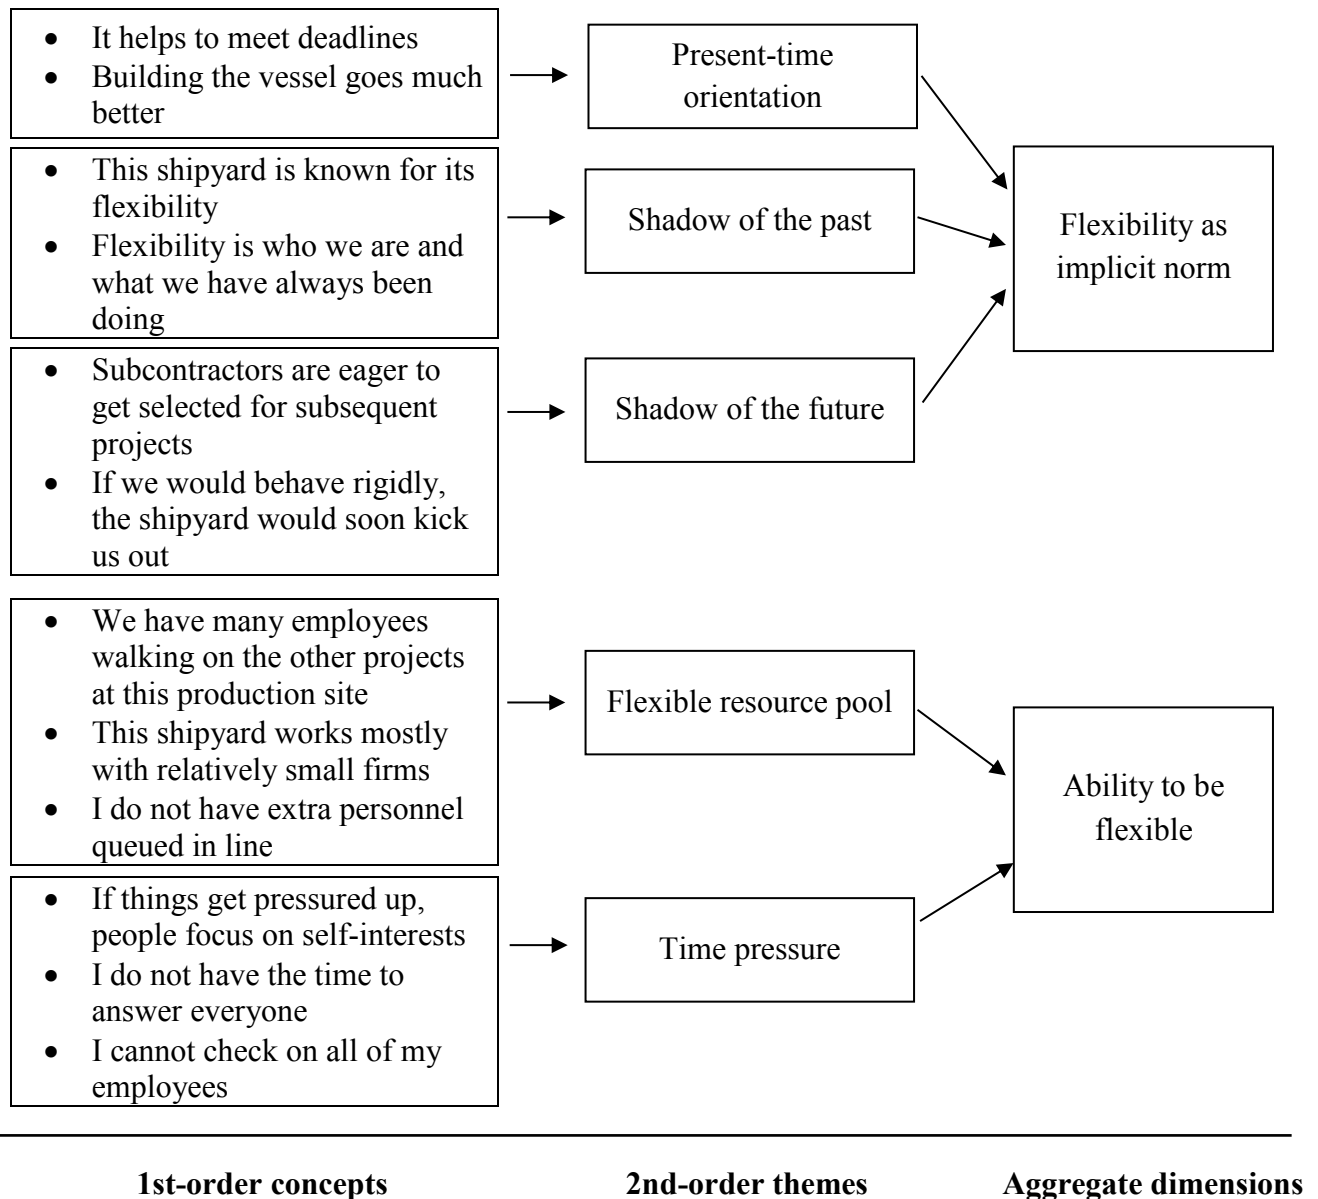 • It helps to meet deadlines
• Building the vessel goes much
better
Present-time
orientation
• This shipyard is known for its
flexibility
• Flexibility is who we are and
what we have always been
doing
Shadow of the past
Flexibility as
implicit norm
• Subcontractors are eager to
get selected for subsequent
projects
• If we would behave rigidly,
the shipyard would soon kick
us out
Shadow of the future
• We have many employees
walking on the other projects
at this production site
• This shipyard works mostly
with relatively small firms
• I do not have extra personnel
queued in line
Flexible resource pool
Ability to be
flexible
• If things get pressured up,
people focus on self-interests
• I do not have the time to
answer everyone
• I cannot check on all of my
employees
Time pressure
1st-order concepts
2nd-order themes
Aggregate dimensions